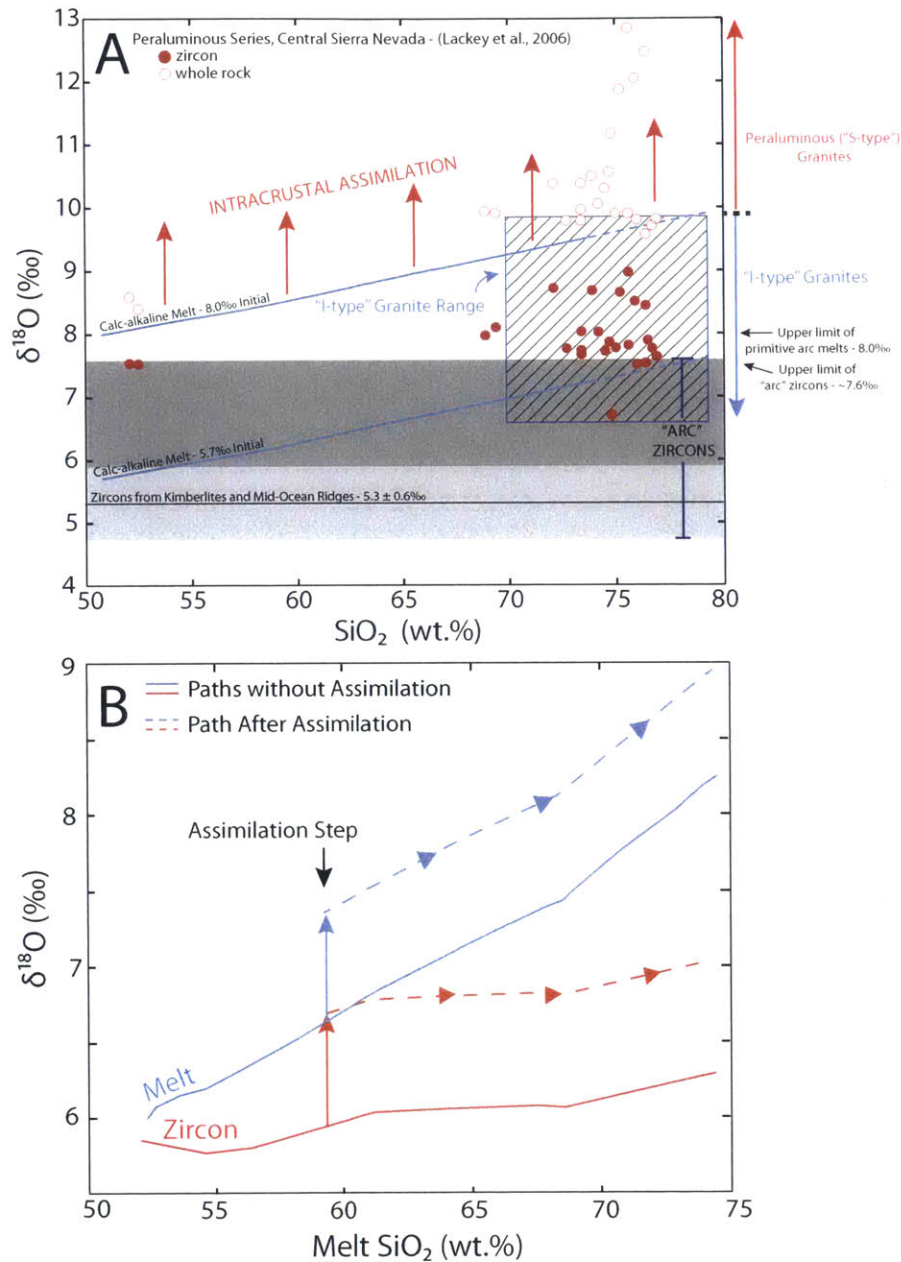 A
Peraluminous Series, Central Sierra Nevada - (Lackey et al., 2006)
zircon
whole rock
INTRACRUSTAL ASSIMILATION
Calc-alkaline Melt - 8.0‰ Initial
"I-type" Granite Range
Calc-alkaline Melt - 5.7‰ Initial
Zircons from Kimberlites and Mid-Ocean Ridges - 5.3 ± 0.6‰
"ARC"
ZIRCONS
Peraluminous ("S-type")
Granites
"I-type" Granites
Upper limit of
primitive arc melts - 8.0‰
Upper limit of
"arc" zircons - ~7.6‰
13
12
11
10
9
8
7
6
5
4
δ¹⁸O (‰)
50 55 60 65 70 75 80
SiO₂ (wt.%)
B
Paths without Assimilation
Path After Assimilation
Assimilation Step
Melt
Zircon
9
8
7
6
δ¹⁸O (‰)
50 55 60 65 70 75
Melt SiO₂ (wt.%)